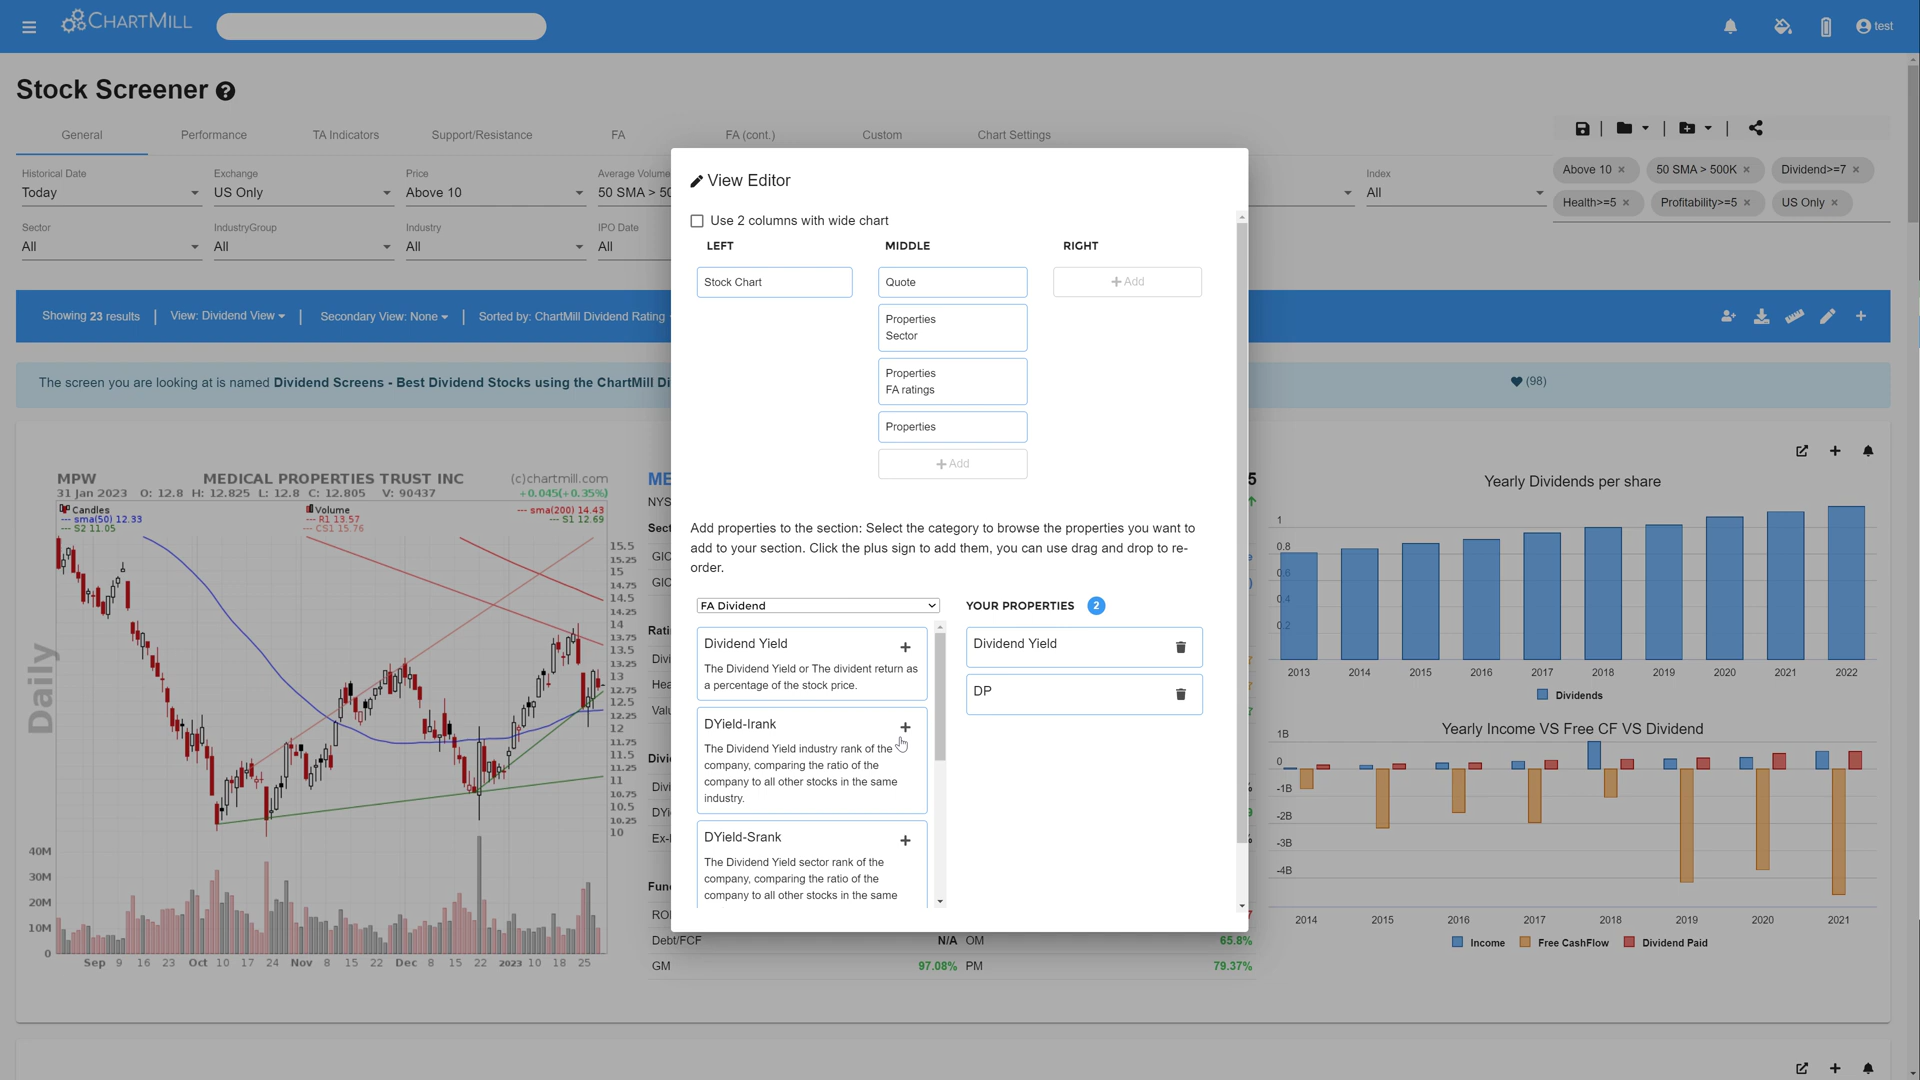 CHARTMILL
test
Stock Screener ?
General
Performance
TA Indicators
Support/Resistance
FA
FA (cont.)
Custom
Chart Settings
Historical Date
Today
Exchange
US Only
Price
Above 10
Average Volume
50 SMA > 50
Index
All
Above 10 ×
50 SMA > 500K ×
Dividend>=7 ×
Health>=5 ×
Profitability>=5 ×
US Only ×
Sector
All
IndustryGroup
All
Industry
All
IPO Date
All
Showing 23 results
View: Dividend View
Secondary View: None
Sorted by: ChartMill Dividend Rating
The screen you are looking at is named Dividend Screens - Best Dividend Stocks using the ChartMill Di
(98)
View Editor
Use 2 columns with wide chart
LEFT
MIDDLE
RIGHT
Stock Chart
Quote
+ Add
Properties
Sector
Properties
FA ratings
Properties
+ Add
Add properties to the section: Select the category to browse the properties you want to
add to your section. Click the plus sign to add them, you can use drag and drop to re-
order.
FA Dividend
YOUR PROPERTIES 2
Dividend Yield
The Dividend Yield or The divident return as
a percentage of the stock price.
DYield-Irank
The Dividend Yield industry rank of the
company, comparing the ratio of the
company to all other stocks in the same
industry.
DYield-Srank
The Dividend Yield sector rank of the
company, comparing the ratio of the
company to all other stocks in the same
Dividend Yield
DP
MPW
MEDICAL PROPERTIES TRUST INC
(c)chartmill.com
31 Jan 2023 O: 12.8 H: 12.825 L: 12.8 C: 12.805 V: 90437
+0.045(+0.35%)
Candles
--- sma(50) 12.33
--- S2 11.05
Volume
--- R1 13.57
--- CS1 15.76
--- sma(200) 14.43
--- S1 12.69
Daily
15.5
15.25
15
14.75
14.5
14.25
14
13.75
13.5
13.25
13
12.75
12.5
12.25
12
11.75
11.5
11.25
11
10.75
10.5
10.25
10
40M
30M
20M
10M
0
Sep 9 16 23 Oct 10 17 24 Nov 8 15 22 Dec 8 15 22 2023 10 18 25
ME
NYS
Sect
GIC
GIC
Rati
Divi
Hea
Valu
Divi
Divi
DYi
Ex-
Fun
RO
Debt/FCF N/A OM 65.8%
GM 97.08% PM 79.37%
5
Yearly Dividends per share
1
0.8
0.6
0.4
0.2
2013 2014 2015 2016 2017 2018 2019 2020 2021 2022
Dividends
Yearly Income VS Free CF VS Dividend
1B
0
-1B
-2B
-3B
-4B
2014 2015 2016 2017 2018 2019 2020 2021
Income Free CashFlow Dividend Paid